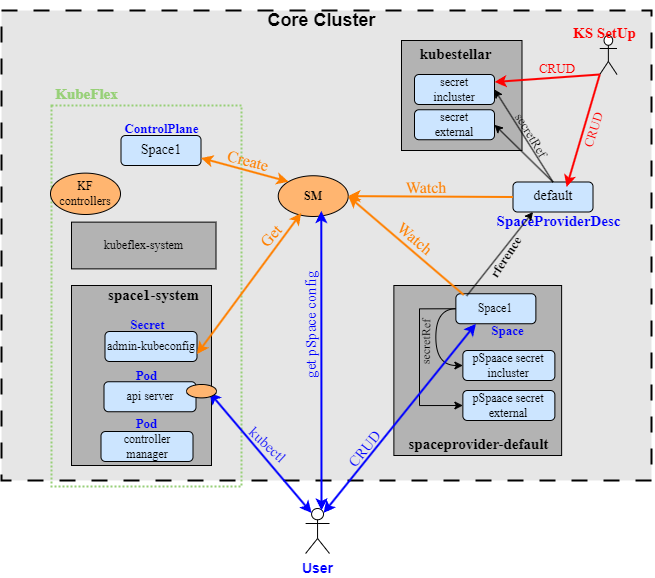 Core Cluster
KS SetUp
kubestellar
CRUD
secret
incluster
secret
external
secretRef
CRUD
KubeFlex
ControlPlane
Space1
Create
KF
controllers
SM
Watch
default
SpaceProviderDesc
Get
Watch
kubeflex-system
rference
space1-system
get pSpace config
Space1
Space
Secret
admin-kubeconfig
secretRef
pSpaace secret
incluster
Pod
api server
pSpaace secret
external
Pod
controller
manager
kubectl
CRUD
spaceprovider-default
User